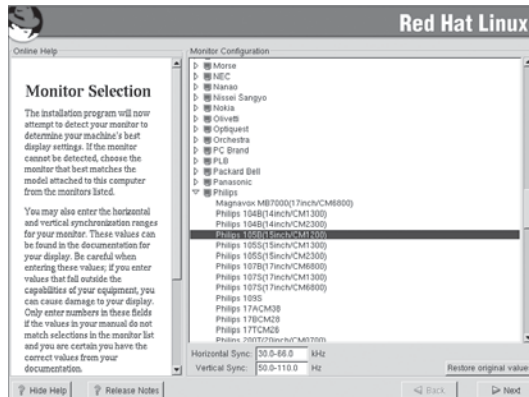 Red Hat Linux
Online Help
Monitor Selection
The installation program will now
attempt to detect your monitor to
determine your machine's best
display settings. If the monitor
cannot be detected, choose the
monitor that best matches the
model attached to this computer
from the monitors listed.
You may also enter the horizontal
and vertical synchronization ranges
for your monitor. These values can
be found in the documentation for
your display. Be careful when
entering these values; if you enter
values that fall outside the
capabilities of your equipment, you
can cause damage to your display.
Only enter numbers in these fields
if the values in your manual do not
match selections in the monitor list
and you are certain you have the
correct values from your
documentation.
Monitor Configuration
Morse
NEC
Nanao
Nissei Sangyo
Nokia
Olivetti
Optiquest
Orchestra
PC Brand
PLB
Packard Bell
Panasonic
Philips
Magnavox MB7000(17inch/CM6800)
Philips 104B(14inch/CM1300)
Philips 104B(14inch/CM2300)
Philips 105B(15inch/CM1200)
Philips 105S(15inch/CM1300)
Philips 105S(15inch/CM2300)
Philips 107B(17inch/CM6800)
Philips 107S(17inch/CM1300)
Philips 107S(17inch/CM6800)
Philips 109S
Philips 17ACM38
Philips 17BCM28
Philips 17TCM26
Philips 200T(20inch/CM0700)
Horizontal Sync: 30.0-66.0 kHz
Vertical Sync: 50.0-110.0 Hz
Restore original value
? Hide Help
? Release Notes
Back
Next